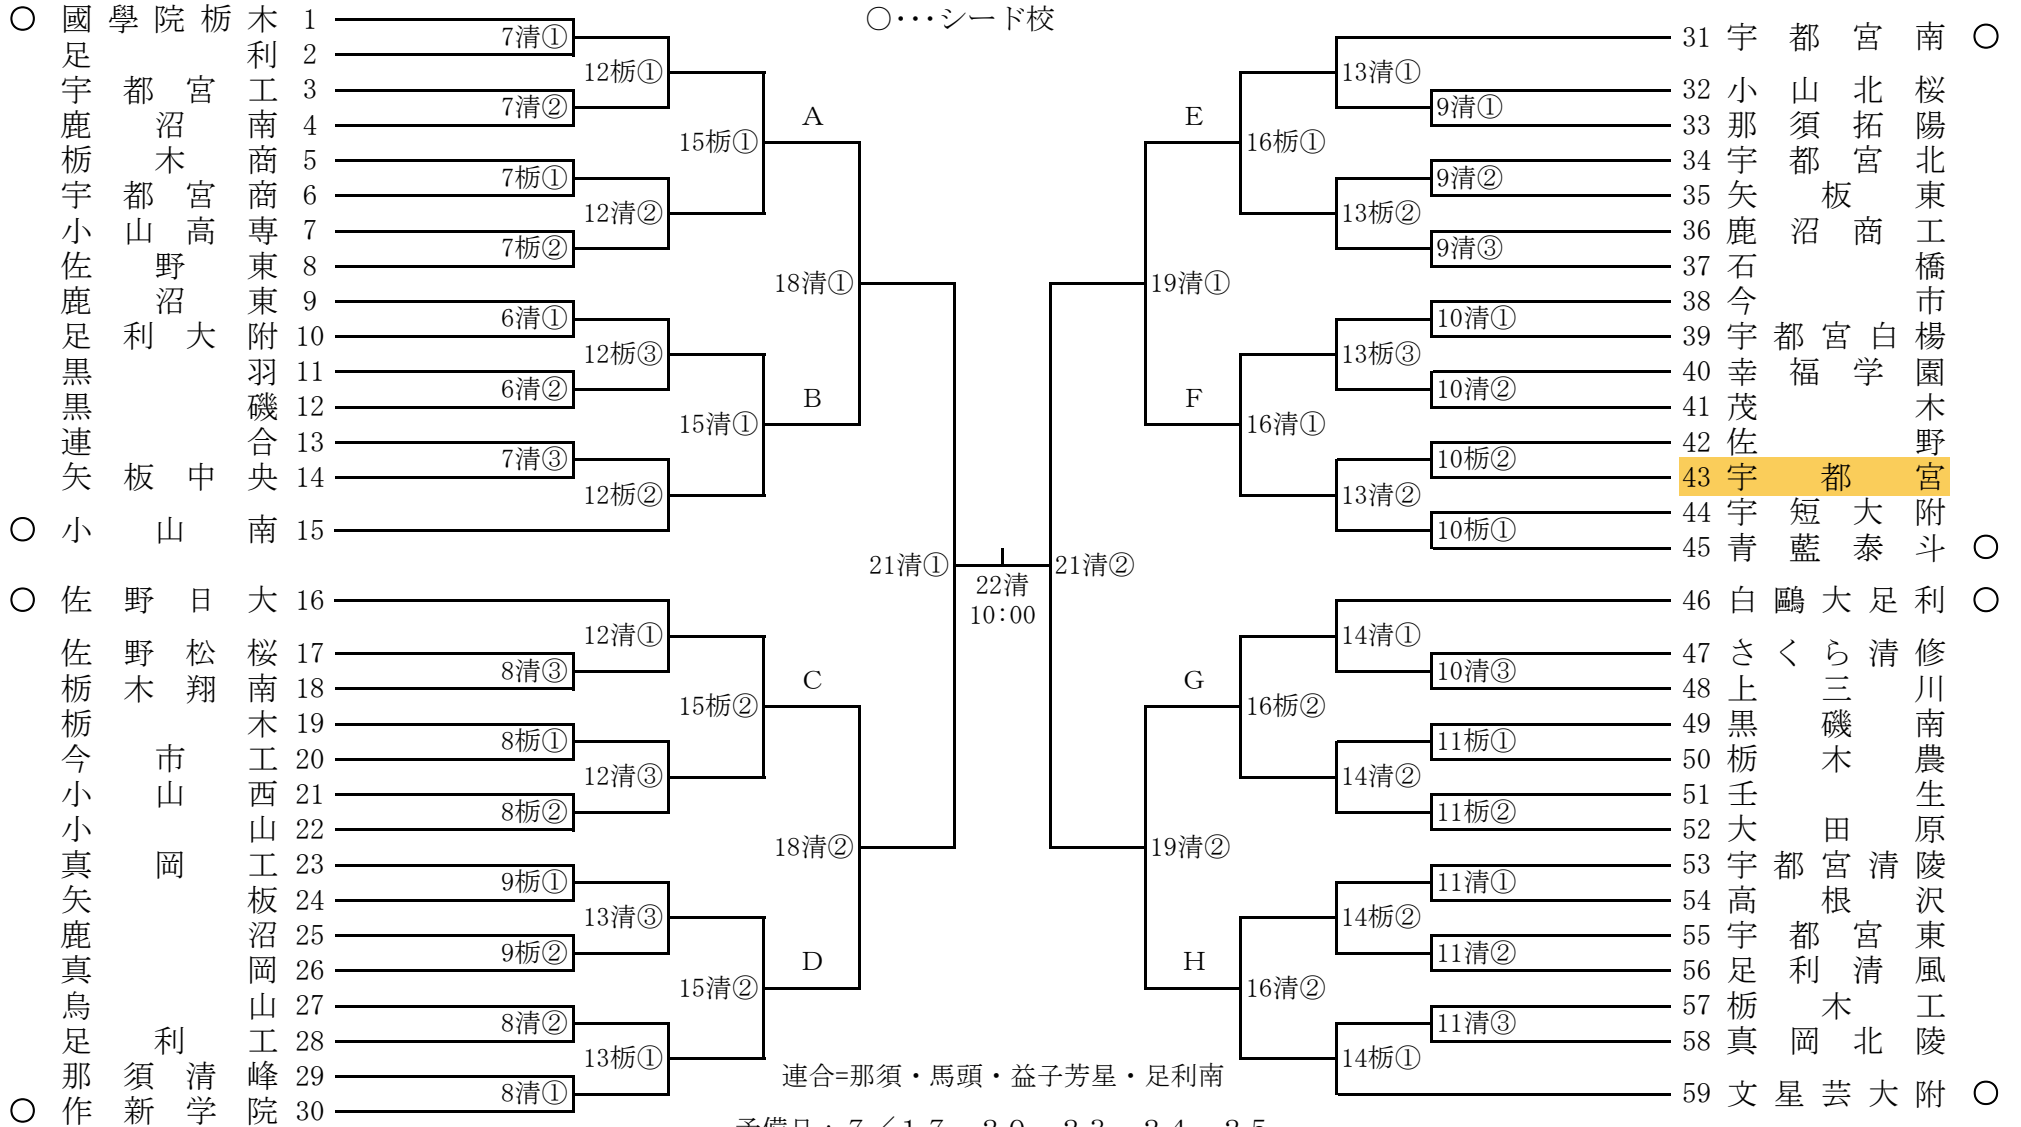 ○・・・シード校
○ 國學院栃木 1
足利 2
宇都宮工 3
鹿沼南 4
栃木商 5
宇都宮商 6
小山高専 7
佐野東 8
鹿沼東 9
足利大附 10
黒羽 11
黒磯 12
連合 13
矢板中央 14
○ 小山南 15
○ 佐野日大 16
佐野松桜 17
栃木翔南 18
栃木 19
今市工 20
小山西 21
小山 22
真岡工 23
矢板 24
鹿沼 25
真岡 26
烏山 27
足利工 28
那須清峰 29
○ 作新学院 30
7清①
7清②
7栃①
7栃②
6清①
6清②
7清③
8清③
8栃①
8栃②
9栃①
9栃②
8清②
8清①
12栃①
12清②
12栃③
12栃②
12清①
12清③
13清③
13栃①
15栃①
15清①
15栃②
15清②
A
B
C
D
18清①
18清②
21清①
22清
10:00
21清②
19清①
19清②
E
F
G
H
16栃①
16清①
16栃②
16清②
13清①
13栃②
13栃③
13清②
14清①
14清②
14栃②
14栃①
9清①
9清②
9清③
10清①
10清②
10栃②
10栃①
10清③
11栃①
11栃②
11清①
11清②
11清③
31 宇都宮南 ○
32 小山北桜
33 那須拓陽
34 宇都宮北
35 矢板東
36 鹿沼商工
37 石橋
38 今市
39 宇都宮白楊
40 幸福学園
41 茂木
42 佐野
43 宇都宮
44 宇短大附
45 青藍泰斗 ○
46 白鷗大足利 ○
47 さくら清修
48 上三川
49 黒磯南
50 栃木農
51 壬生
52 大田原
53 宇都宮清陵
54 高根沢
55 宇都宮東
56 足利清風
57 栃木工
58 真岡北陵
59 文星芸大附 ○
連合=那須・馬頭・益子芳星・足利南